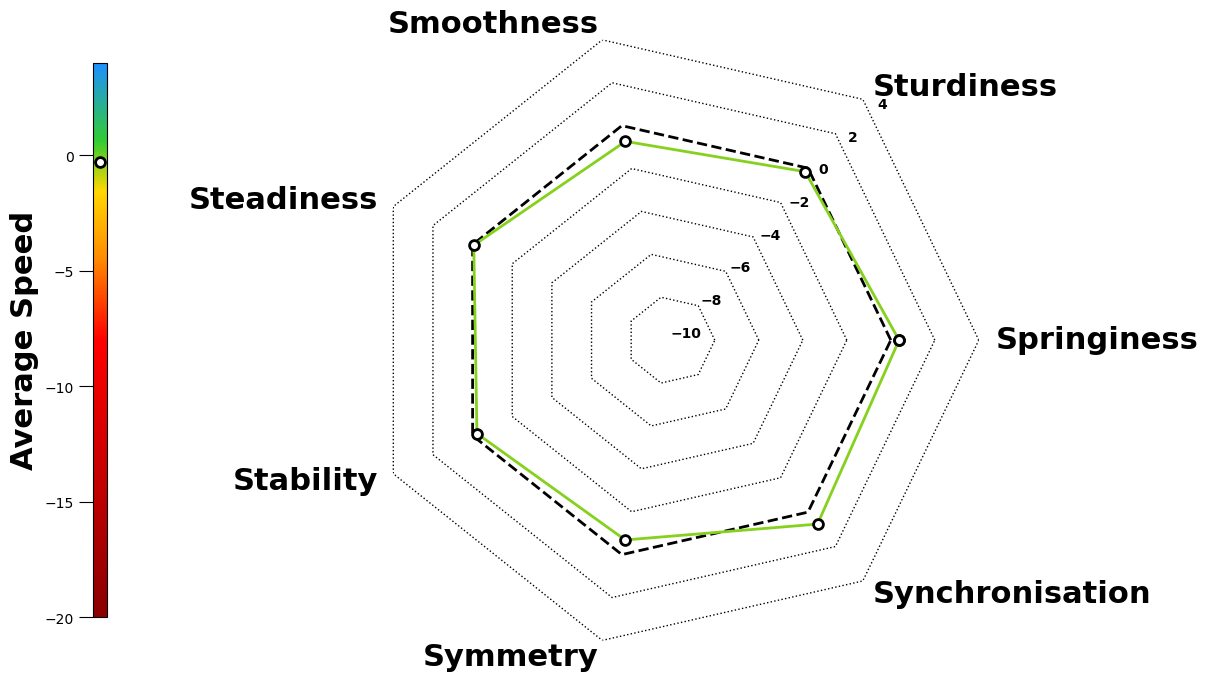 Smoothness
Sturdiness
4
2
0
−2
−4
−6
−8
−10
Steadiness
Springiness
Stability
Synchronisation
Symmetry
Average Speed
0
−5
−10
−15
−20